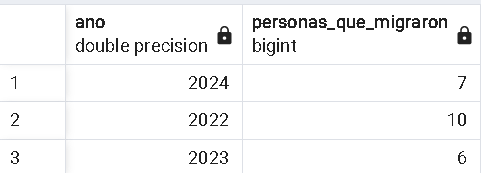 ano personas_que_migraron
double precision bigint
1 2024 7
2 2022 10
3 2023 6